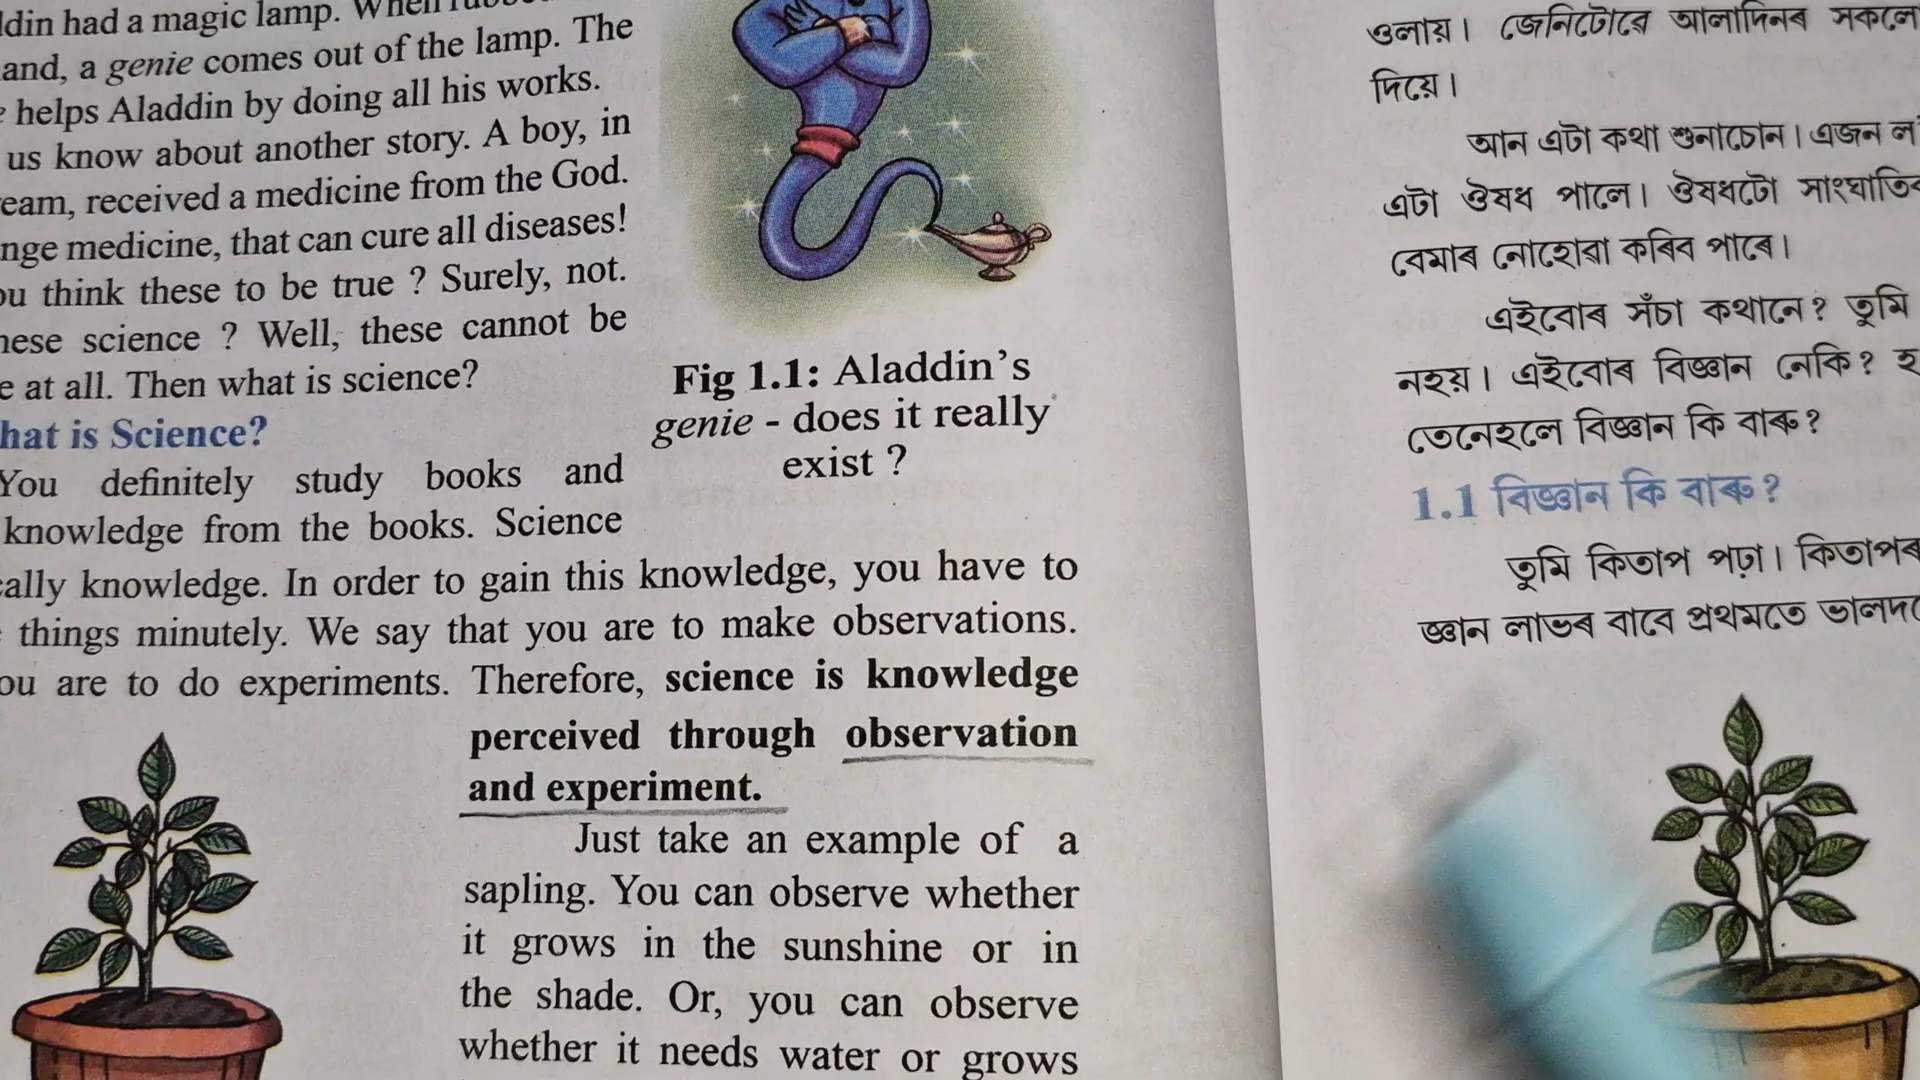 had a magic lamp. When
a genie comes out of the lamp. The
helps Aladdin by doing all his works.
us know about another story. A boy, in
received a medicine from the God.
medicine, that can cure all diseases!
think these to be true ? Surely, not.
science ? Well, these cannot be
at all. Then what is science?
is Science?
You definitely study books and
knowledge from the books. Science
knowledge. In order to gain this knowledge, you have to
things minutely. We say that you are to make observations.
are to do experiments. Therefore, science is knowledge
perceived through observation
and experiment.
Just take an example of a
sapling. You can observe whether
it grows in the sunshine or in
the shade. Or, you can observe
whether it needs water or grows
Fig 1.1: Aladdin's
genie - does it really
exist ?
ওলায়। জেনিটোৱে আলাদিনৰ সকলো
দিয়ে।
আন এটা কথা শুনাচোন। এজন
এটা ঔষধ পালে। ঔষধটো
বেমাৰ নোহোৱা কৰিব পাৰে।
এইবোৰ সঁচা কথানে? তুমি
নহয়। এইবোৰ বিজ্ঞান নেকি?
তেনেহলে বিজ্ঞান কি বাৰু?
1.1 বিজ্ঞান কি বাৰু?
তুমি কিতাপ পঢ়া। কিতাপৰ
জ্ঞান লাভৰ বাবে প্ৰথমতে